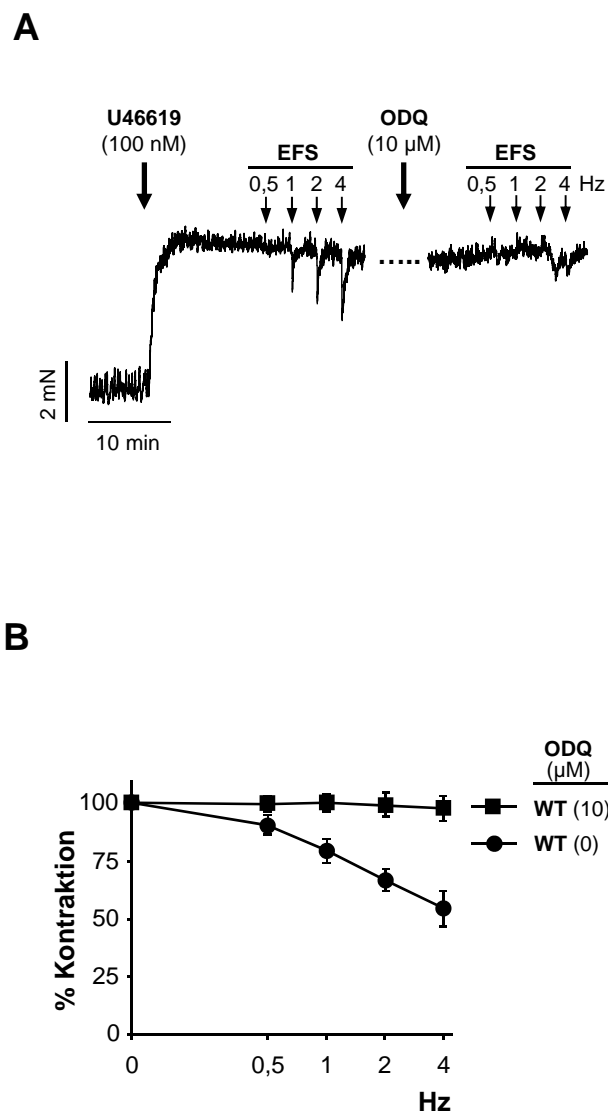 A
U46619
(100 nM)
EFS
0,5 1 2 4
ODQ
(10 µM)
EFS
0,5 1 2 4 Hz
2 mN
10 min
B
ODQ
(µM)
WT (10)
WT (0)
% Kontraktion
100
75
50
25
0
0 0,5 1 2 4
Hz